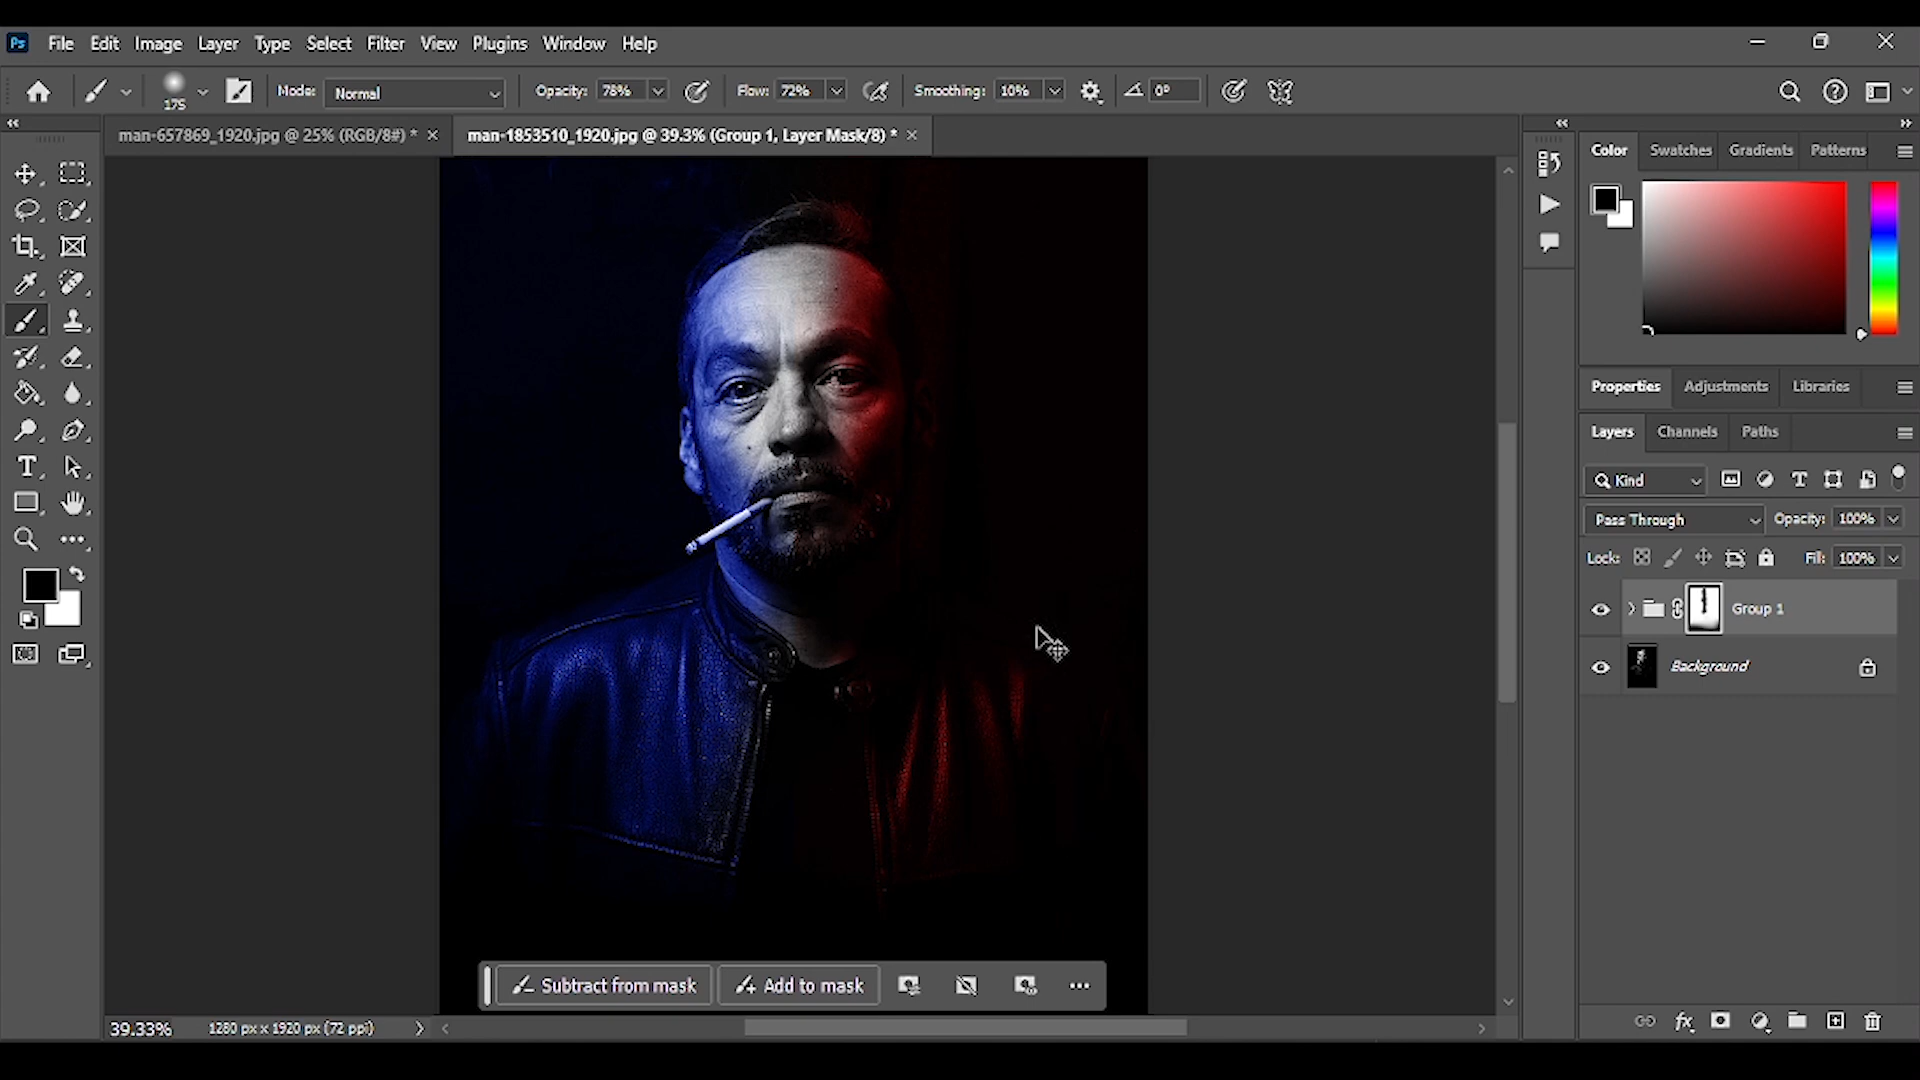 Ps File Edit Image Layer Type Select Filter View Plugins Window Help
175 Mode: Normal Opacity: 78% Flow: 72% Smoothing: 10% 0°
man-657869_1920.jpg @ 25% (RGB/8#) * man-1853510_1920.jpg @ 39.3% (Group 1, Layer Mask/8) *
Color Swatches Gradients Patterns
Properties Adjustments Libraries
Layers Channels Paths
Kind
Pass Through Opacity: 100%
Lock: Fill: 100%
Group 1
Background
Subtract from mask Add to mask
39.33% 1280 px x 1920 px (72 ppi)